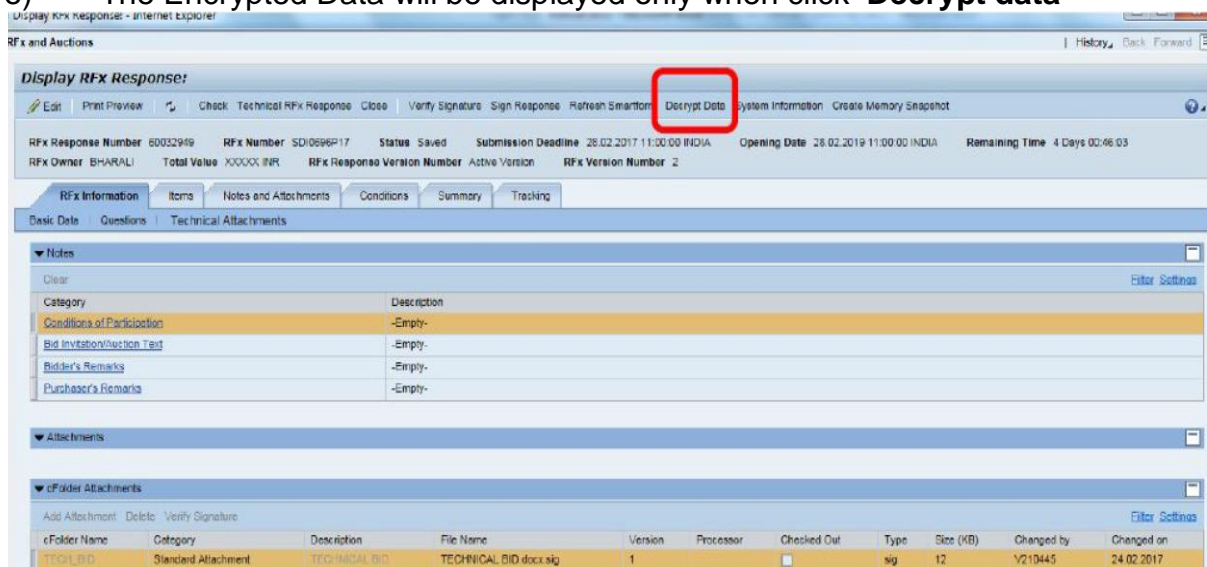 The Encrypted Data will be displayed only when click "Decrypt data"
Display RFx Response: - Internet Explorer
RFx and Auctions | History Back Forward
Display RFx Response:
Edit Print Preview Check Technical RFx Response Close Verify Signature Sign Response Refresh Smartform Decrypt Data System Information Create Memory Snapshot
RFx Response Number 60032949 RFx Number SDI0696P17 Status Saved Submission Deadline 28.02.2017 11:00:00 INDIA Opening Date 28.02.2019 11:00:00 INDIA Remaining Time 4 Days 00:46:03
RFx Owner BHARALI Total Value XXXXX INR RFx Response Version Number Active Version RFx Version Number 2
RFx Information Items Notes and Attachments Conditions Summary Tracking
Basic Data | Questions | Technical Attachments
Notes
Clear Filter Settings
Category Description
Conditions of Participation -Empty-
Bid Invitation/Auction Text -Empty-
Bidder's Remarks -Empty-
Purchaser's Remarks -Empty-
Attachments
cFolder Attachments
Add Attachment Delete Verify Signature Filter Settings
cFolder Name Category Description File Name Version Processor Checked Out Type Size (KB) Changed by Changed on
TECH_BID Standard Attachment TECHNICAL BID TECHNICAL BID.docx.sig 1 sig 12 V210445 24.02.2017